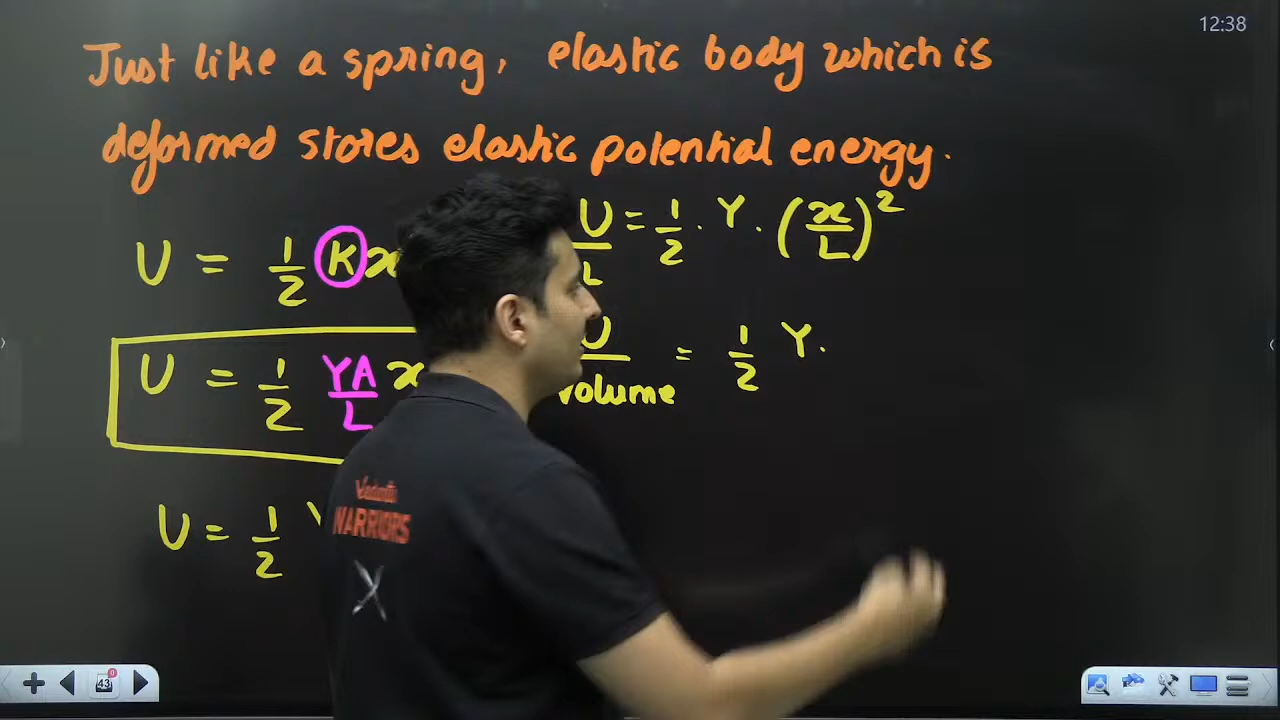 12:38
Just like a spring, elastic body which is
deformed stores elastic potential energy.
U = 1/2 K x
U = 1/2 YA/L x
U = 1/2
U/L = 1/2 . Y . (x/L)²
U/volume = 1/2 Y .
Vedantu
WARRIORS
43